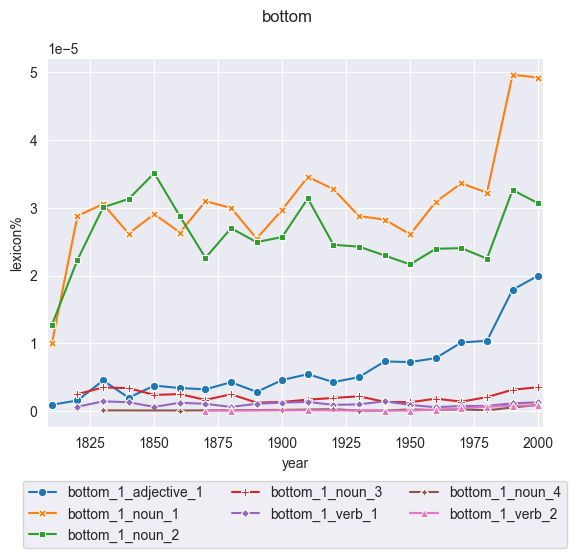 bottom
1e−5
5
4
3
2
1
0
lexicon%
1825 1850 1875 1900 1925 1950 1975 2000
year
bottom_1_adjective_1 bottom_1_noun_3 bottom_1_noun_4
bottom_1_noun_1 bottom_1_verb_1 bottom_1_verb_2
bottom_1_noun_2